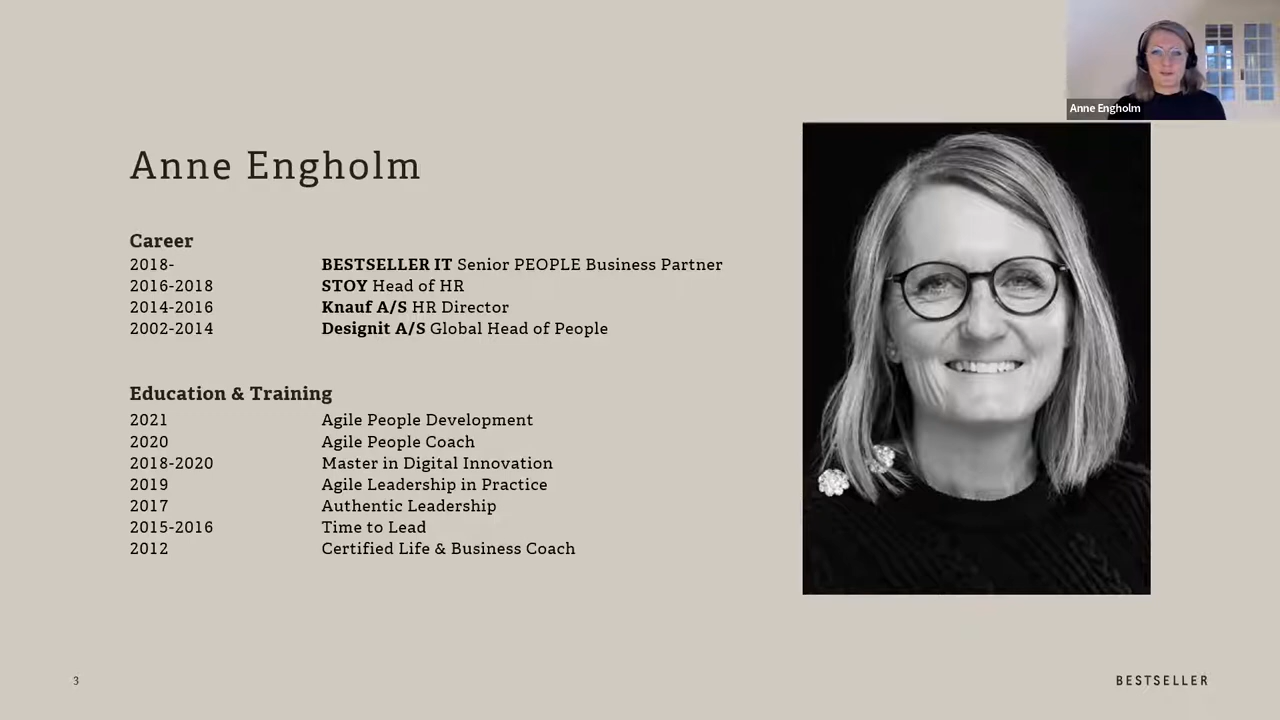 Anne Engholm
Anne Engholm
Career
2018- BESTSELLER IT Senior PEOPLE Business Partner
2016-2018 STOY Head of HR
2014-2016 Knauf A/S HR Director
2002-2014 Designit A/S Global Head of People
Education & Training
2021 Agile People Development
2020 Agile People Coach
2018-2020 Master in Digital Innovation
2019 Agile Leadership in Practice
2017 Authentic Leadership
2015-2016 Time to Lead
2012 Certified Life & Business Coach
3
BESTSELLER